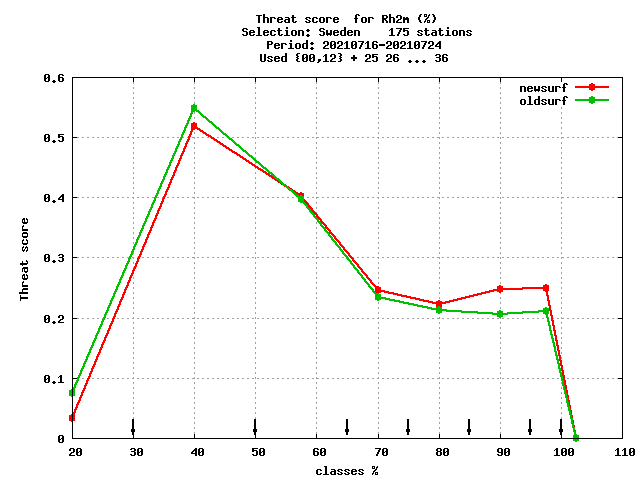 Threat score  for Rh2m (%)
Selection: Sweden    175 stations
Period: 20210716-20210724
Used {00,12} + 25 26 ... 36
newsurf
oldsurf
0.6
0.5
0.4
0.3
0.2
0.1
0
Threat score
20 30 40 50 60 70 80 90 100 110
classes %